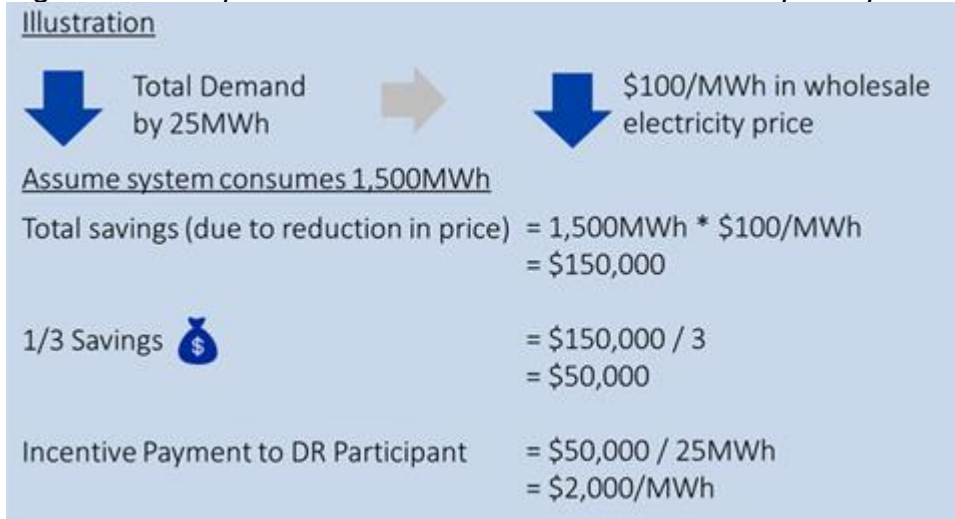 Illustration
Total Demand
by 25MWh
$100/MWh in wholesale
electricity price
Assume system consumes 1,500MWh
Total savings (due to reduction in price) = 1,500MWh * $100/MWh
= $150,000
1/3 Savings $ = $150,000 / 3
= $50,000
Incentive Payment to DR Participant = $50,000 / 25MWh
= $2,000/MWh